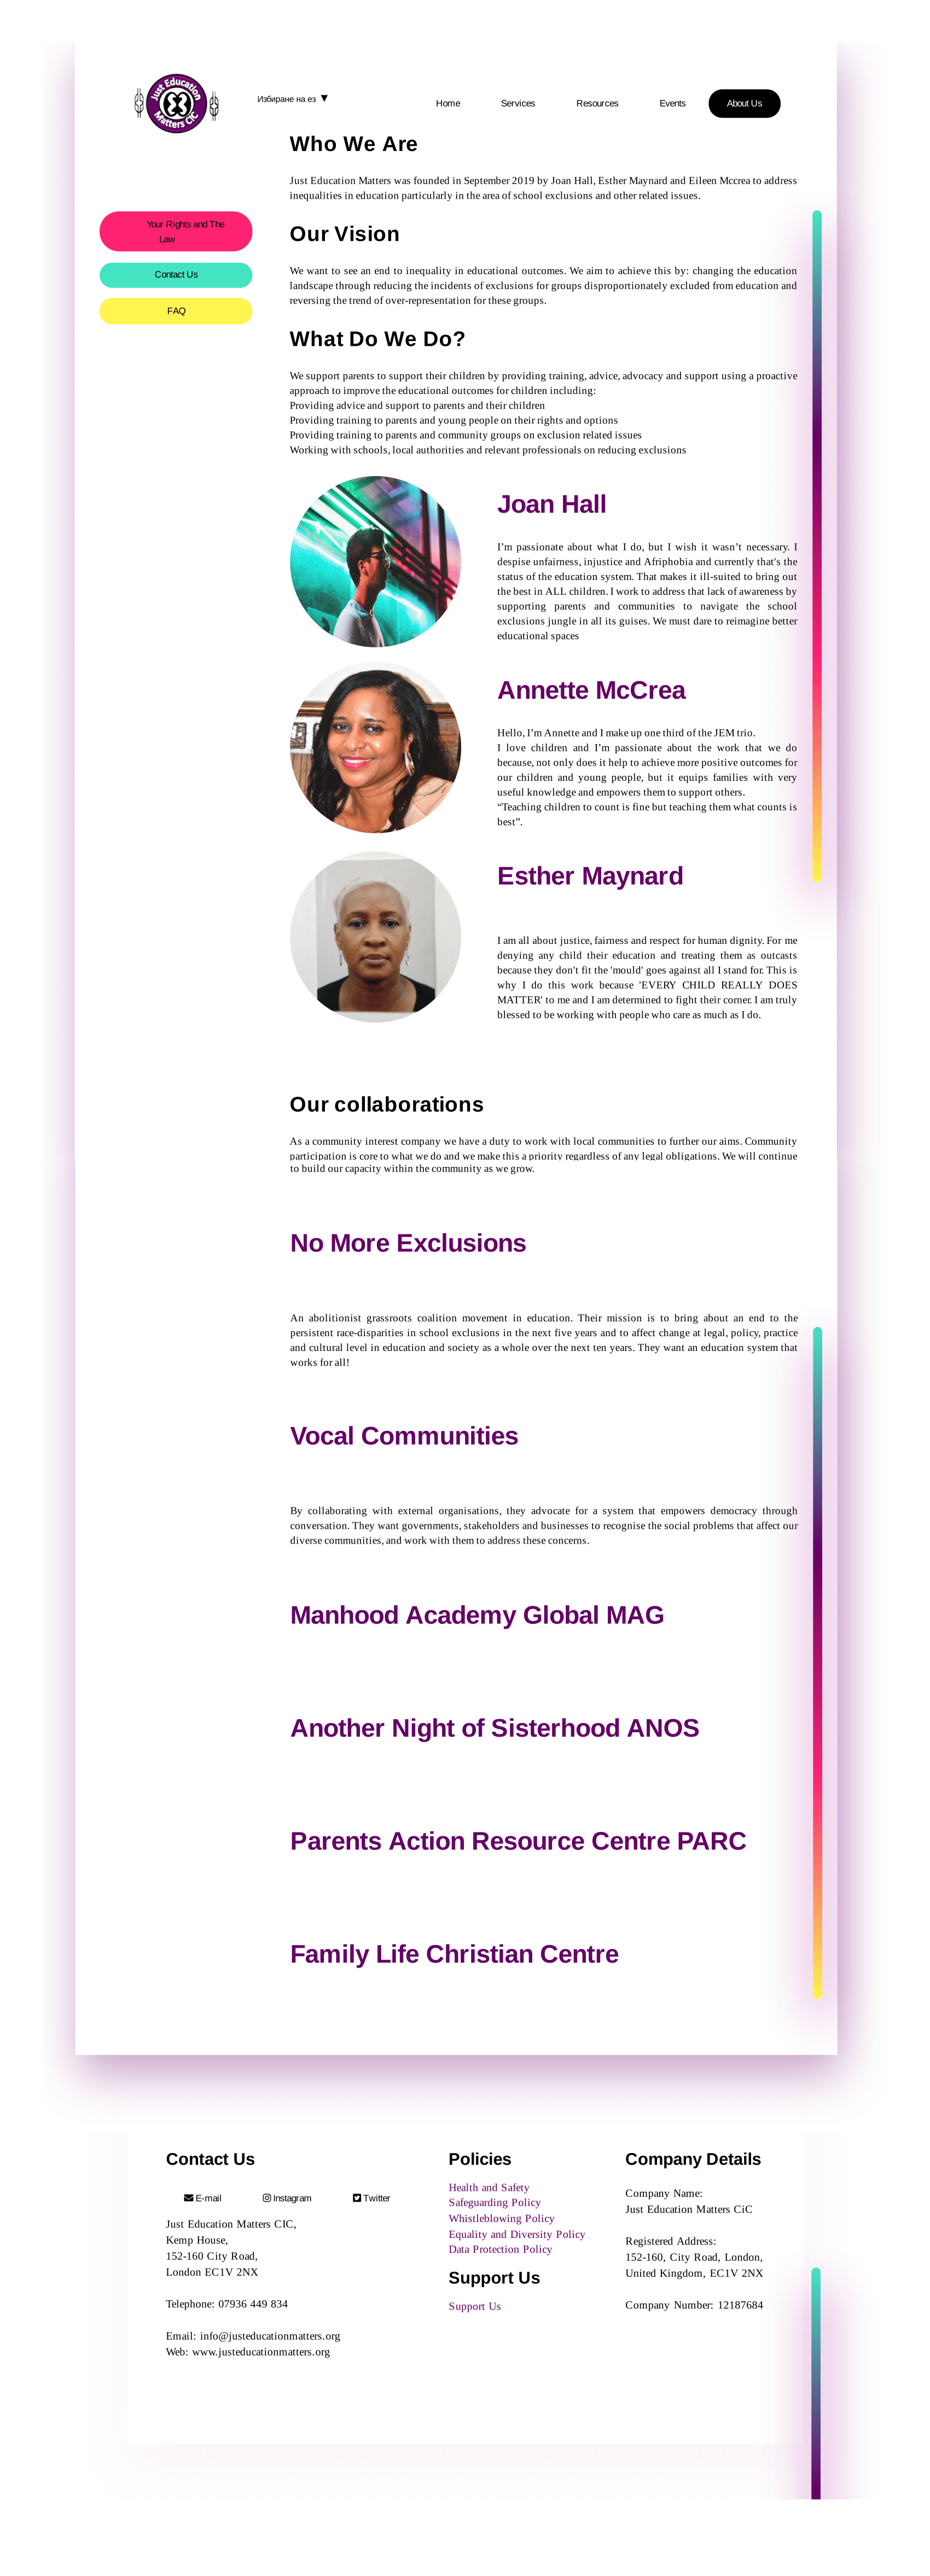 Just Education
Matters CiC
Избиране на ез ▼
Home
Services
Resources
Events
About Us
Who We Are
Just Education Matters was founded in September 2019 by Joan Hall, Esther Maynard and Eileen Mccrea to address
inequalities in education particularly in the area of school exclusions and other related issues.
Your Rights and The
Law
Contact Us
FAQ
Our Vision
We want to see an end to inequality in educational outcomes. We aim to achieve this by: changing the education
landscape through reducing the incidents of exclusions for groups disproportionately excluded from education and
reversing the trend of over-representation for these groups.
What Do We Do?
We support parents to support their children by providing training, advice, advocacy and support using a proactive
approach to improve the educational outcomes for children including:
Providing advice and support to parents and their children
Providing training to parents and young people on their rights and options
Providing training to parents and community groups on exclusion related issues
Working with schools, local authorities and relevant professionals on reducing exclusions
Joan Hall
I’m passionate about what I do, but I wish it wasn’t necessary. I
despise unfairness, injustice and Afriphobia and currently that's the
status of the education system. That makes it ill-suited to bring out
the best in ALL children. I work to address that lack of awareness by
supporting parents and communities to navigate the school
exclusions jungle in all its guises. We must dare to reimagine better
educational spaces
Annette McCrea
Hello, I’m Annette and I make up one third of the JEM trio.
I love children and I’m passionate about the work that we do
because, not only does it help to achieve more positive outcomes for
our children and young people, but it equips families with very
useful knowledge and empowers them to support others.
“Teaching children to count is fine but teaching them what counts is
best”.
Esther Maynard
I am all about justice, fairness and respect for human dignity. For me
denying any child their education and treating them as outcasts
because they don't fit the 'mould' goes against all I stand for. This is
why I do this work because 'EVERY CHILD REALLY DOES
MATTER' to me and I am determined to fight their corner. I am truly
blessed to be working with people who care as much as I do.
Our collaborations
As a community interest company we have a duty to work with local communities to further our aims. Community
participation is core to what we do and we make this a priority regardless of any legal obligations. We will continue
to build our capacity within the community as we grow.
No More Exclusions
An abolitionist grassroots coalition movement in education. Their mission is to bring about an end to the
persistent race-disparities in school exclusions in the next five years and to affect change at legal, policy, practice
and cultural level in education and society as a whole over the next ten years. They want an education system that
works for all!
Vocal Communities
By collaborating with external organisations, they advocate for a system that empowers democracy through
conversation. They want governments, stakeholders and businesses to recognise the social problems that affect our
diverse communities, and work with them to address these concerns.
Manhood Academy Global MAG
Another Night of Sisterhood ANOS
Parents Action Resource Centre PARC
Family Life Christian Centre
Contact Us
E-mail
Instagram
Twitter
Just Education Matters CIC,
Kemp House,
152-160 City Road,
London EC1V 2NX
Telephone: 07936 449 834
Email: info@justeducationmatters.org
Web: www.justeducationmatters.org
Policies
Health and Safety
Safeguarding Policy
Whistleblowing Policy
Equality and Diversity Policy
Data Protection Policy
Support Us
Support Us
Company Details
Company Name:
Just Education Matters CiC
Registered Address:
152-160, City Road, London,
United Kingdom, EC1V 2NX
Company Number: 12187684